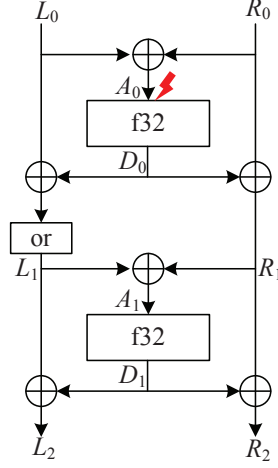 L₀ R₀
A₀
f32
D₀
or
L₁ R₁
A₁
f32
D₁
L₂ R₂